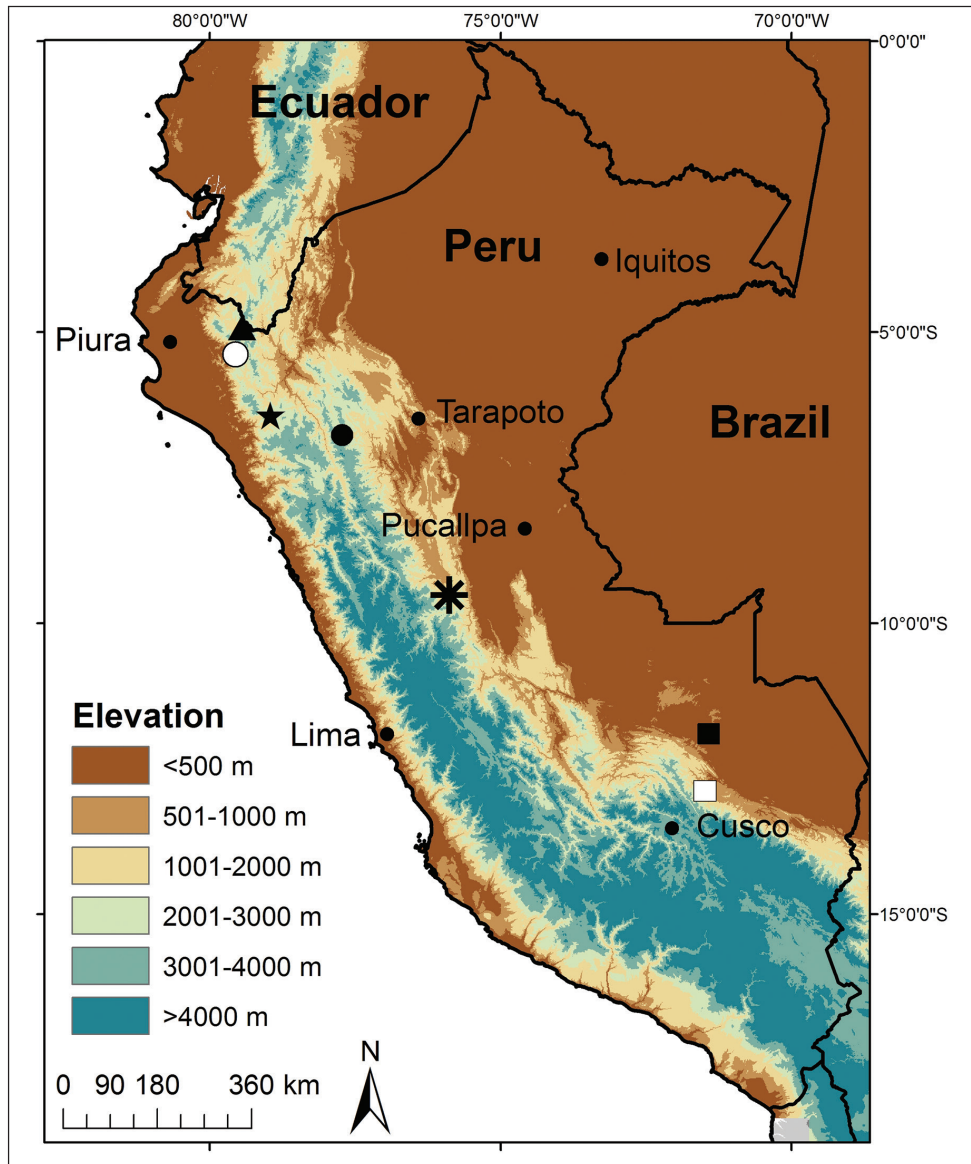 80°0'0"W 75°0'0"W 70°0'0"W
0°0'0"
Ecuador
Peru
Iquitos
Piura
5°0'0"S
Tarapoto
Brazil
Pucallpa
10°0'0"S
Elevation
Lima
<500 m
501-1000 m
Cusco
1001-2000 m
2001-3000 m
15°0'0"S
3001-4000 m
>4000 m
N
0 90 180 360 km